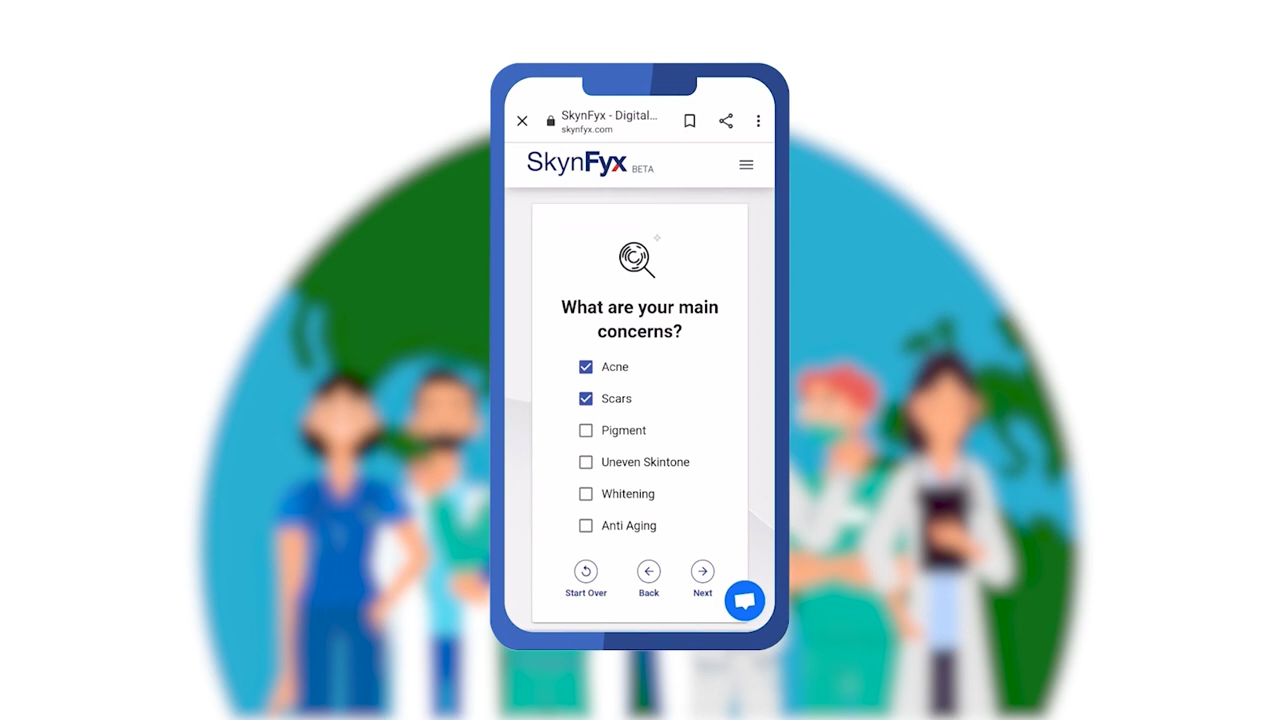 SkynFyx - Digital...
skynfyx.com
SkynFyx BETA
What are your main
concerns?
Acne
Scars
Pigment
Uneven Skintone
Whitening
Anti Aging
Start Over Back Next